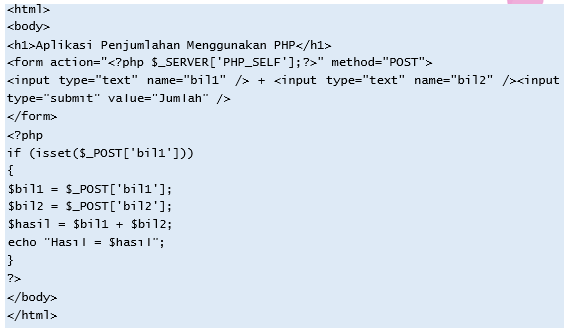 <html>
<body>
<h1>Aplikasi Penjumlahan Menggunakan PHP</h1>
<form action="<?php $_SERVER['PHP_SELF'];?>" method="POST">
<input type="text" name="bil1" /> + <input type="text" name="bil2" /><input
type="submit" value="Jumlah" />
</form>
<?php
if (isset($_POST['bil1']))
{
$bil1 = $_POST['bil1'];
$bil2 = $_POST['bil2'];
$hasil = $bil1 + $bil2;
echo "Hasil = $hasil";
}
?>
</body>
</html>